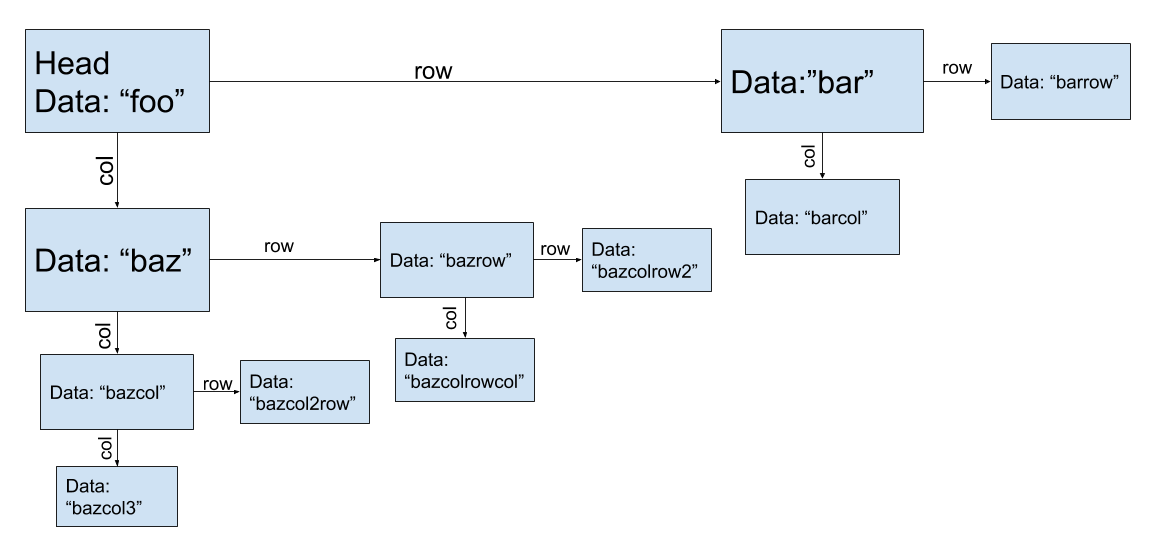 Head
Data: “foo”
row
Data:”bar”
row
Data: “barrow”
col
col
Data: “barcol”
Data: “baz”
row
Data: “bazrow”
row
Data:
“bazcolrow2”
col
col
Data:
“bazcolrowcol”
Data: “bazcol”
row
Data:
“bazcol2row”
col
Data:
“bazcol3”